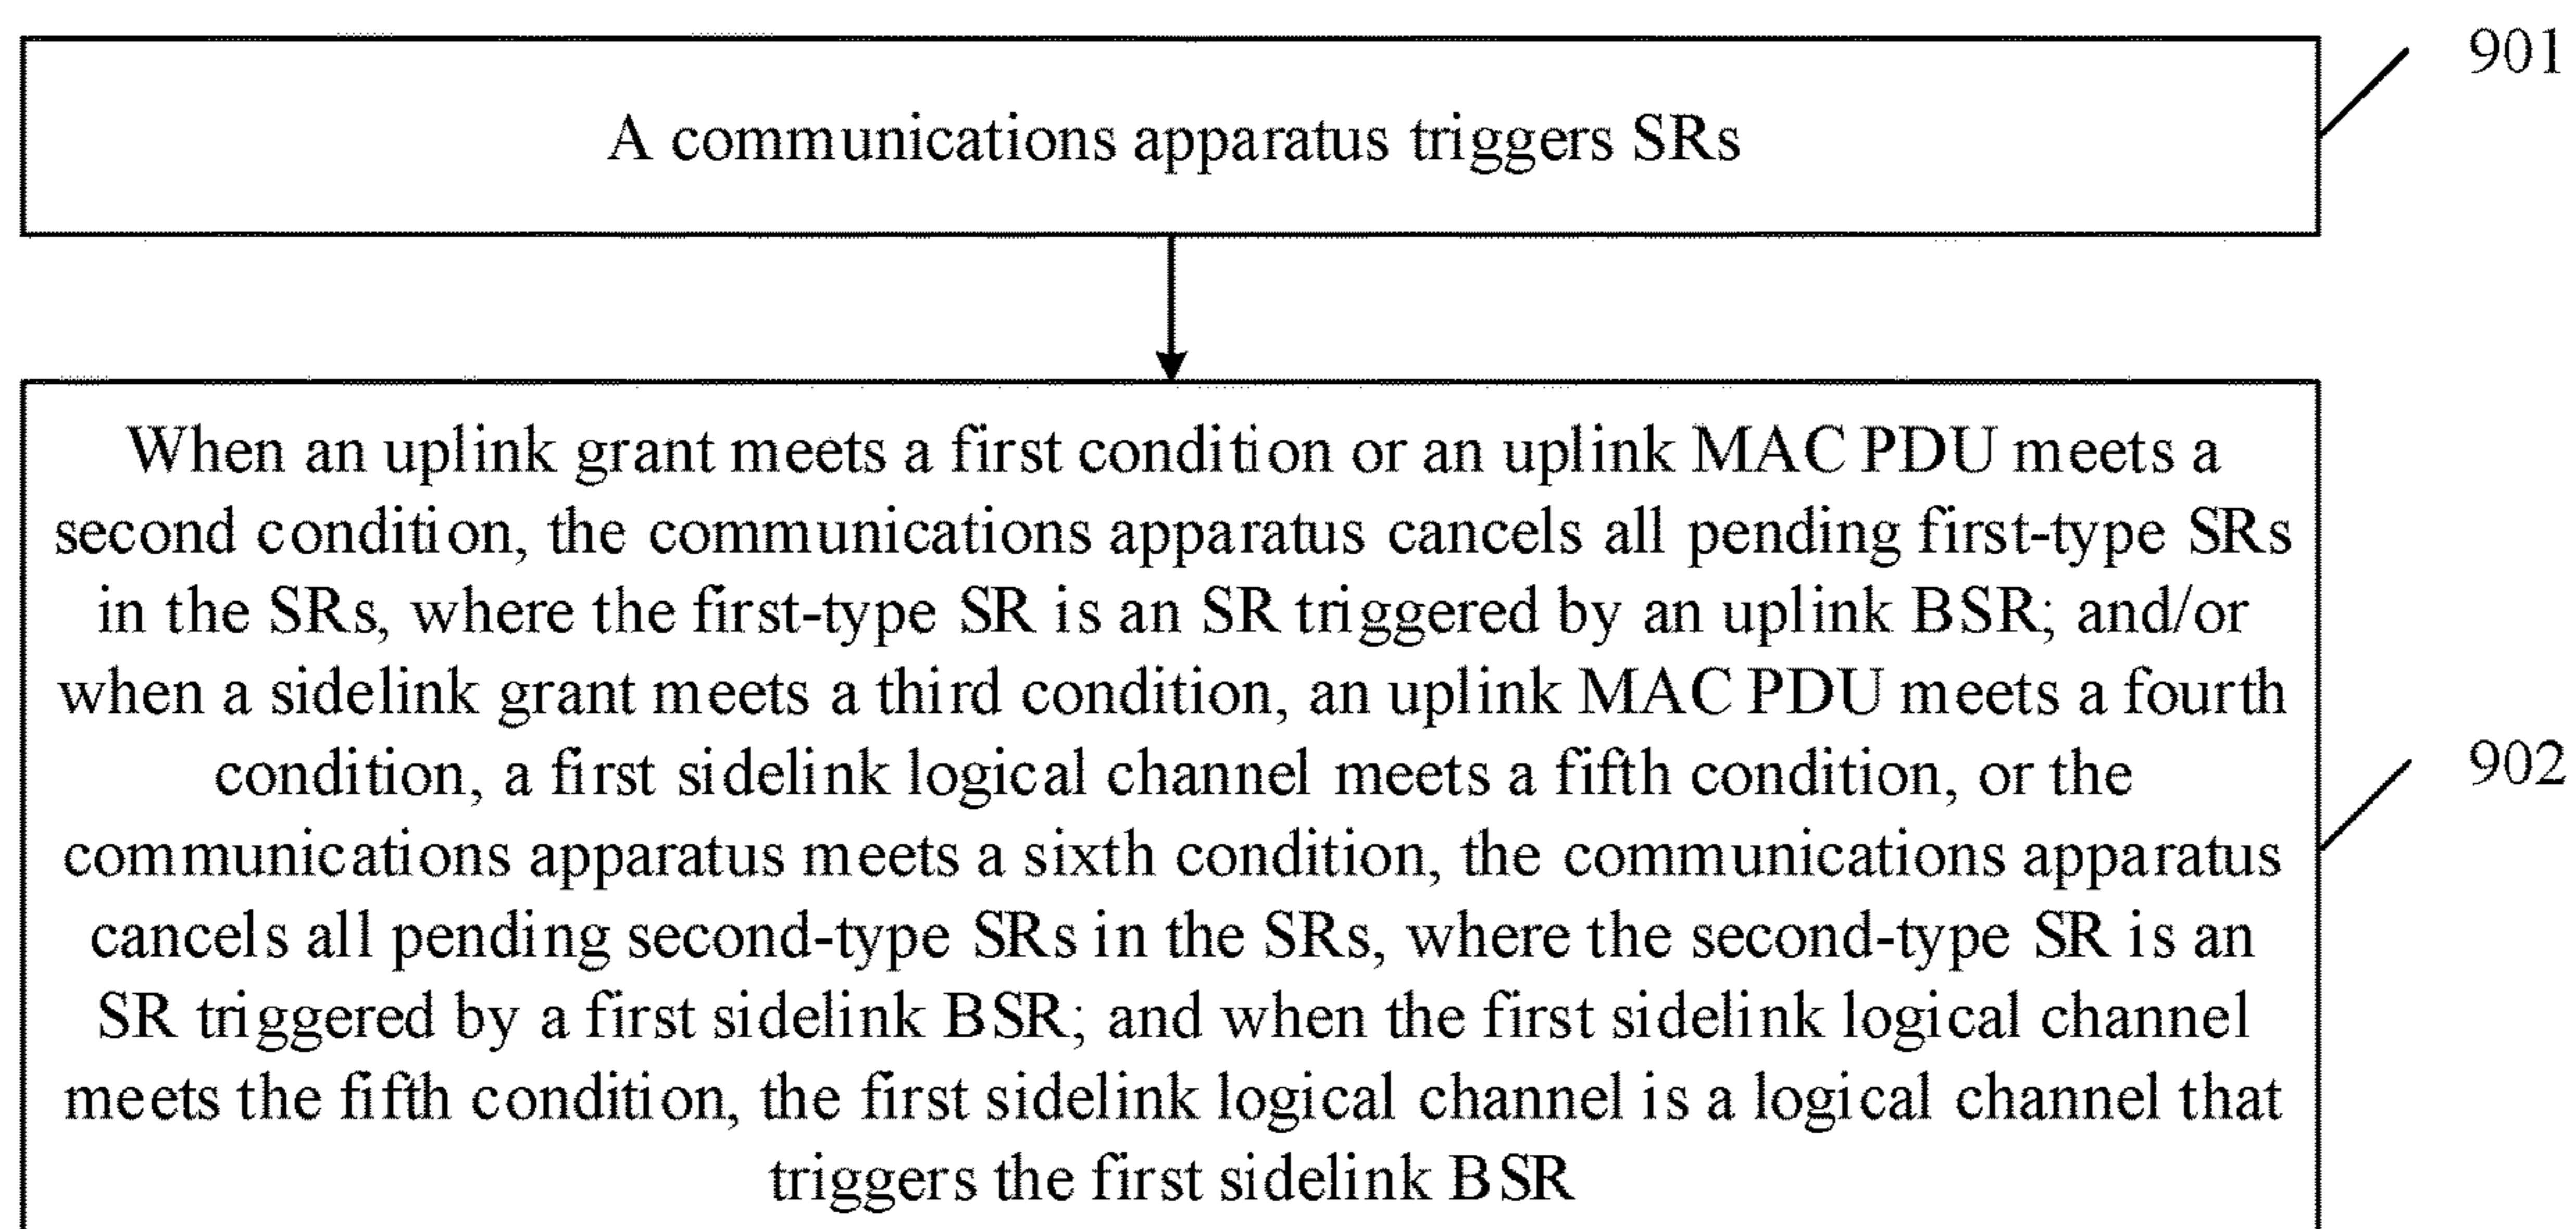 901
A communications apparatus triggers SRs
When an uplink grant meets a first condition or an uplink MAC PDU meets a
second condition, the communications apparatus cancels all pending first-type SRs
in the SRs, where the first-type SR is an SR triggered by an uplink BSR; and/or
when a sidelink grant meets a third condition, an uplink MAC PDU meets a fourth
condition, a first sidelink logical channel meets a fifth condition, or the
communications apparatus meets a sixth condition, the communications apparatus
cancels all pending second-type SRs in the SRs, where the second-type SR is an
SR triggered by a first sidelink BSR; and when the first sidelink logical channel
meets the fifth condition, the first sidelink logical channel is a logical channel that
triggers the first sidelink BSR
902